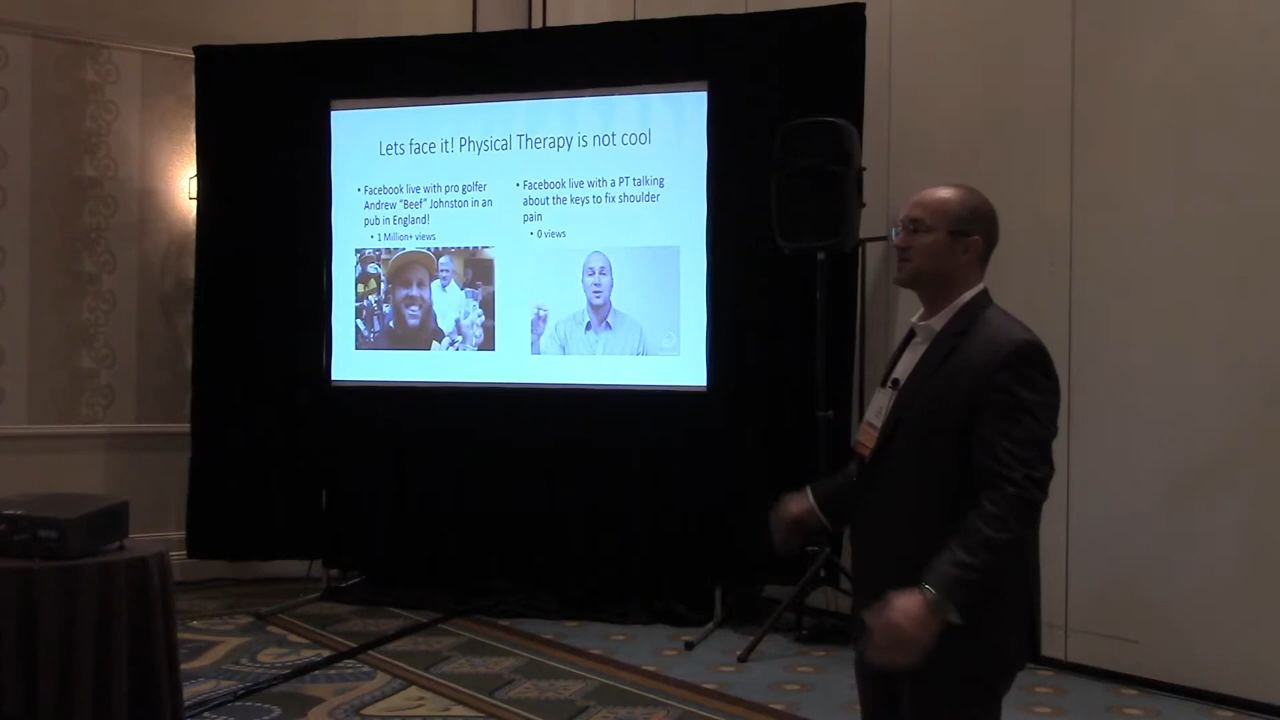 Lets face it! Physical Therapy is not cool
• Facebook live with pro golfer
Andrew “Beef” Johnston in an
pub in England!
• 1 Million+ views
• Facebook live with a PT talking
about the keys to fix shoulder
pain
• 0 views